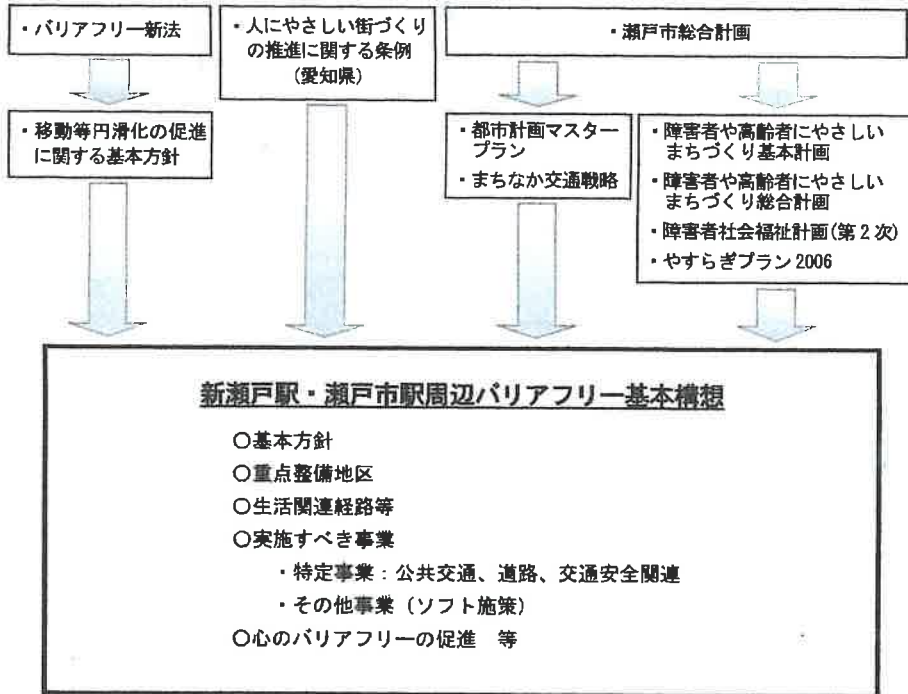 ・バリアフリー新法
・人にやさしい街づくり
の推進に関する条例
(愛知県)
・瀬戸市総合計画
・移動等円滑化の促進
に関する基本方針
・都市計画マスター
プラン
・まちなか交通戦略
・障害者や高齢者にやさしい
まちづくり基本計画
・障害者や高齢者にやさしい
まちづくり総合計画
・障害者社会福祉計画(第2次)
・やすらぎプラン2006
新瀬戸駅・瀬戸市駅周辺バリアフリー基本構想
〇基本方針
〇重点整備地区
〇生活関連経路等
〇実施すべき事業
・特定事業：公共交通、道路、交通安全関連
・その他事業（ソフト施策）
〇心のバリアフリーの促進　等